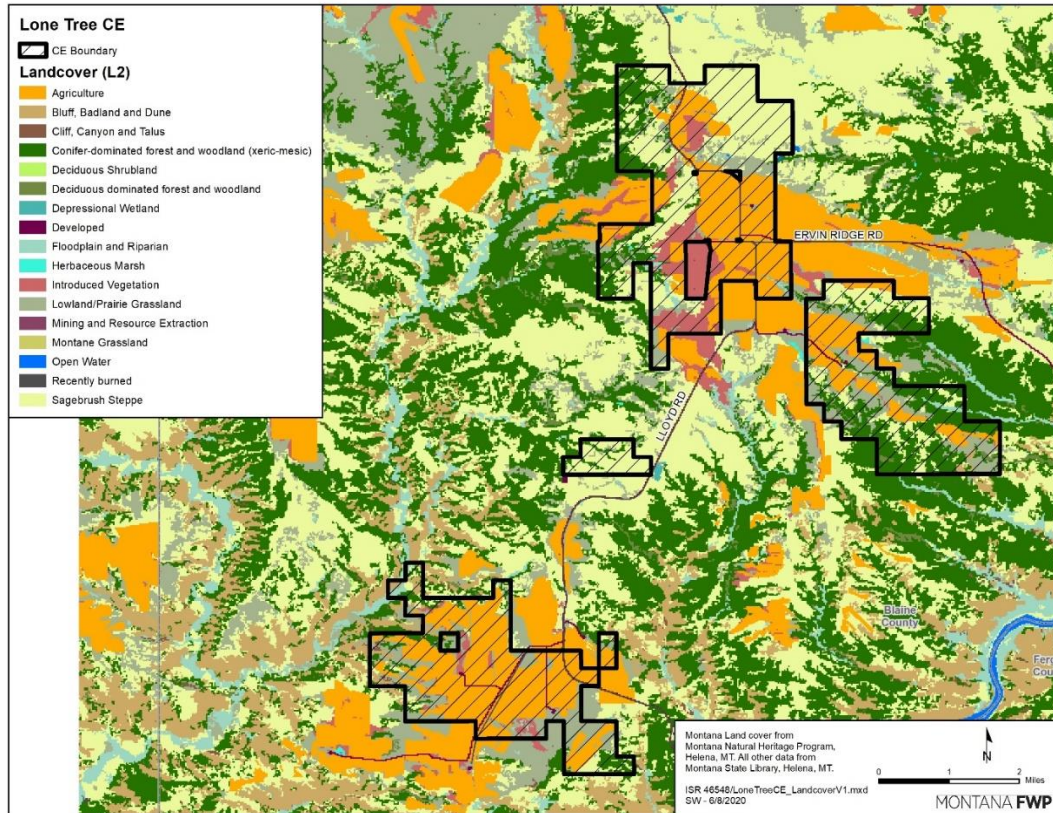 Lone Tree CE
CE Boundary
Landcover (L2)
Agriculture
Bluff, Badland and Dune
Cliff, Canyon and Talus
Conifer-dominated forest and woodland (xeric-mesic)
Deciduous Shrubland
Deciduous dominated forest and woodland
Depressional Wetland
Developed
Floodplain and Riparian
Herbaceous Marsh
Introduced Vegetation
Lowland/Prairie Grassland
Mining and Resource Extraction
Montane Grassland
Open Water
Recently burned
Sagebrush Steppe
ERVIN RIDGE RD
LLOYD RD
Blaine
County
Montana Land cover from
Montana Natural Heritage Program,
Helena, MT. All other data from
Montana State Library, Helena, MT.
ISR 46548/LoneTreeCE_LandcoverV1.mxd
SW - 6/8/2020
N
0 1 2
Miles
MONTANA FWP